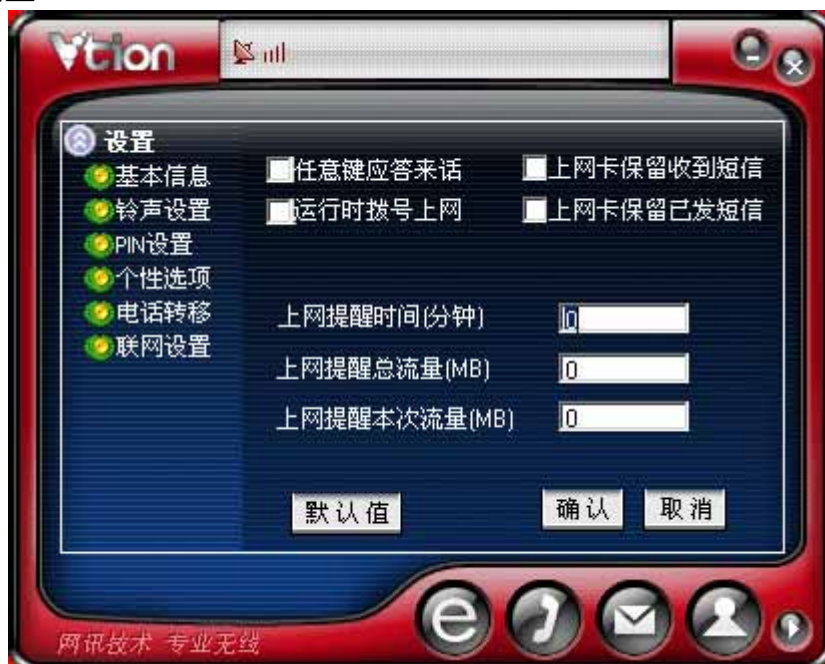 Vtion
设置
基本信息
铃声设置
PIN设置
个性选项
电话转移
联网设置
任意键应答来话
上网卡保留收到短信
运行时拨号上网
上网卡保留已发短信
上网提醒时间(分钟)
0
上网提醒总流量(MB)
0
上网提醒本次流量(MB)
0
默认值
确认
取消
网讯技术 专业无线